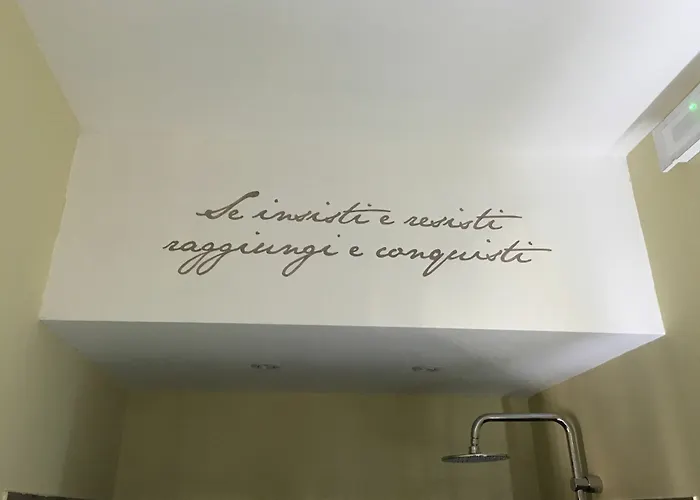 Se insisti e resisti
raggiungi e conquisti